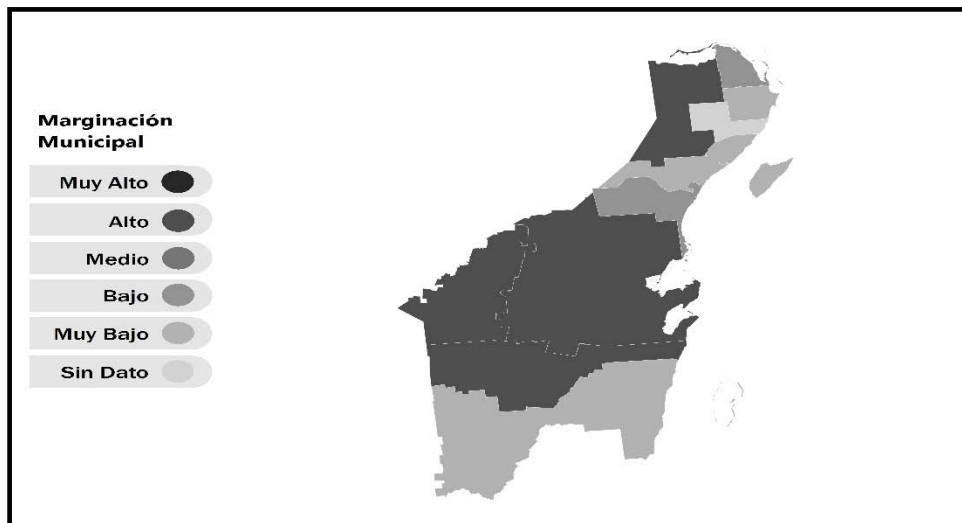 Marginación
Municipal
Muy Alto
Alto
Medio
Bajo
Muy Bajo
Sin Dato